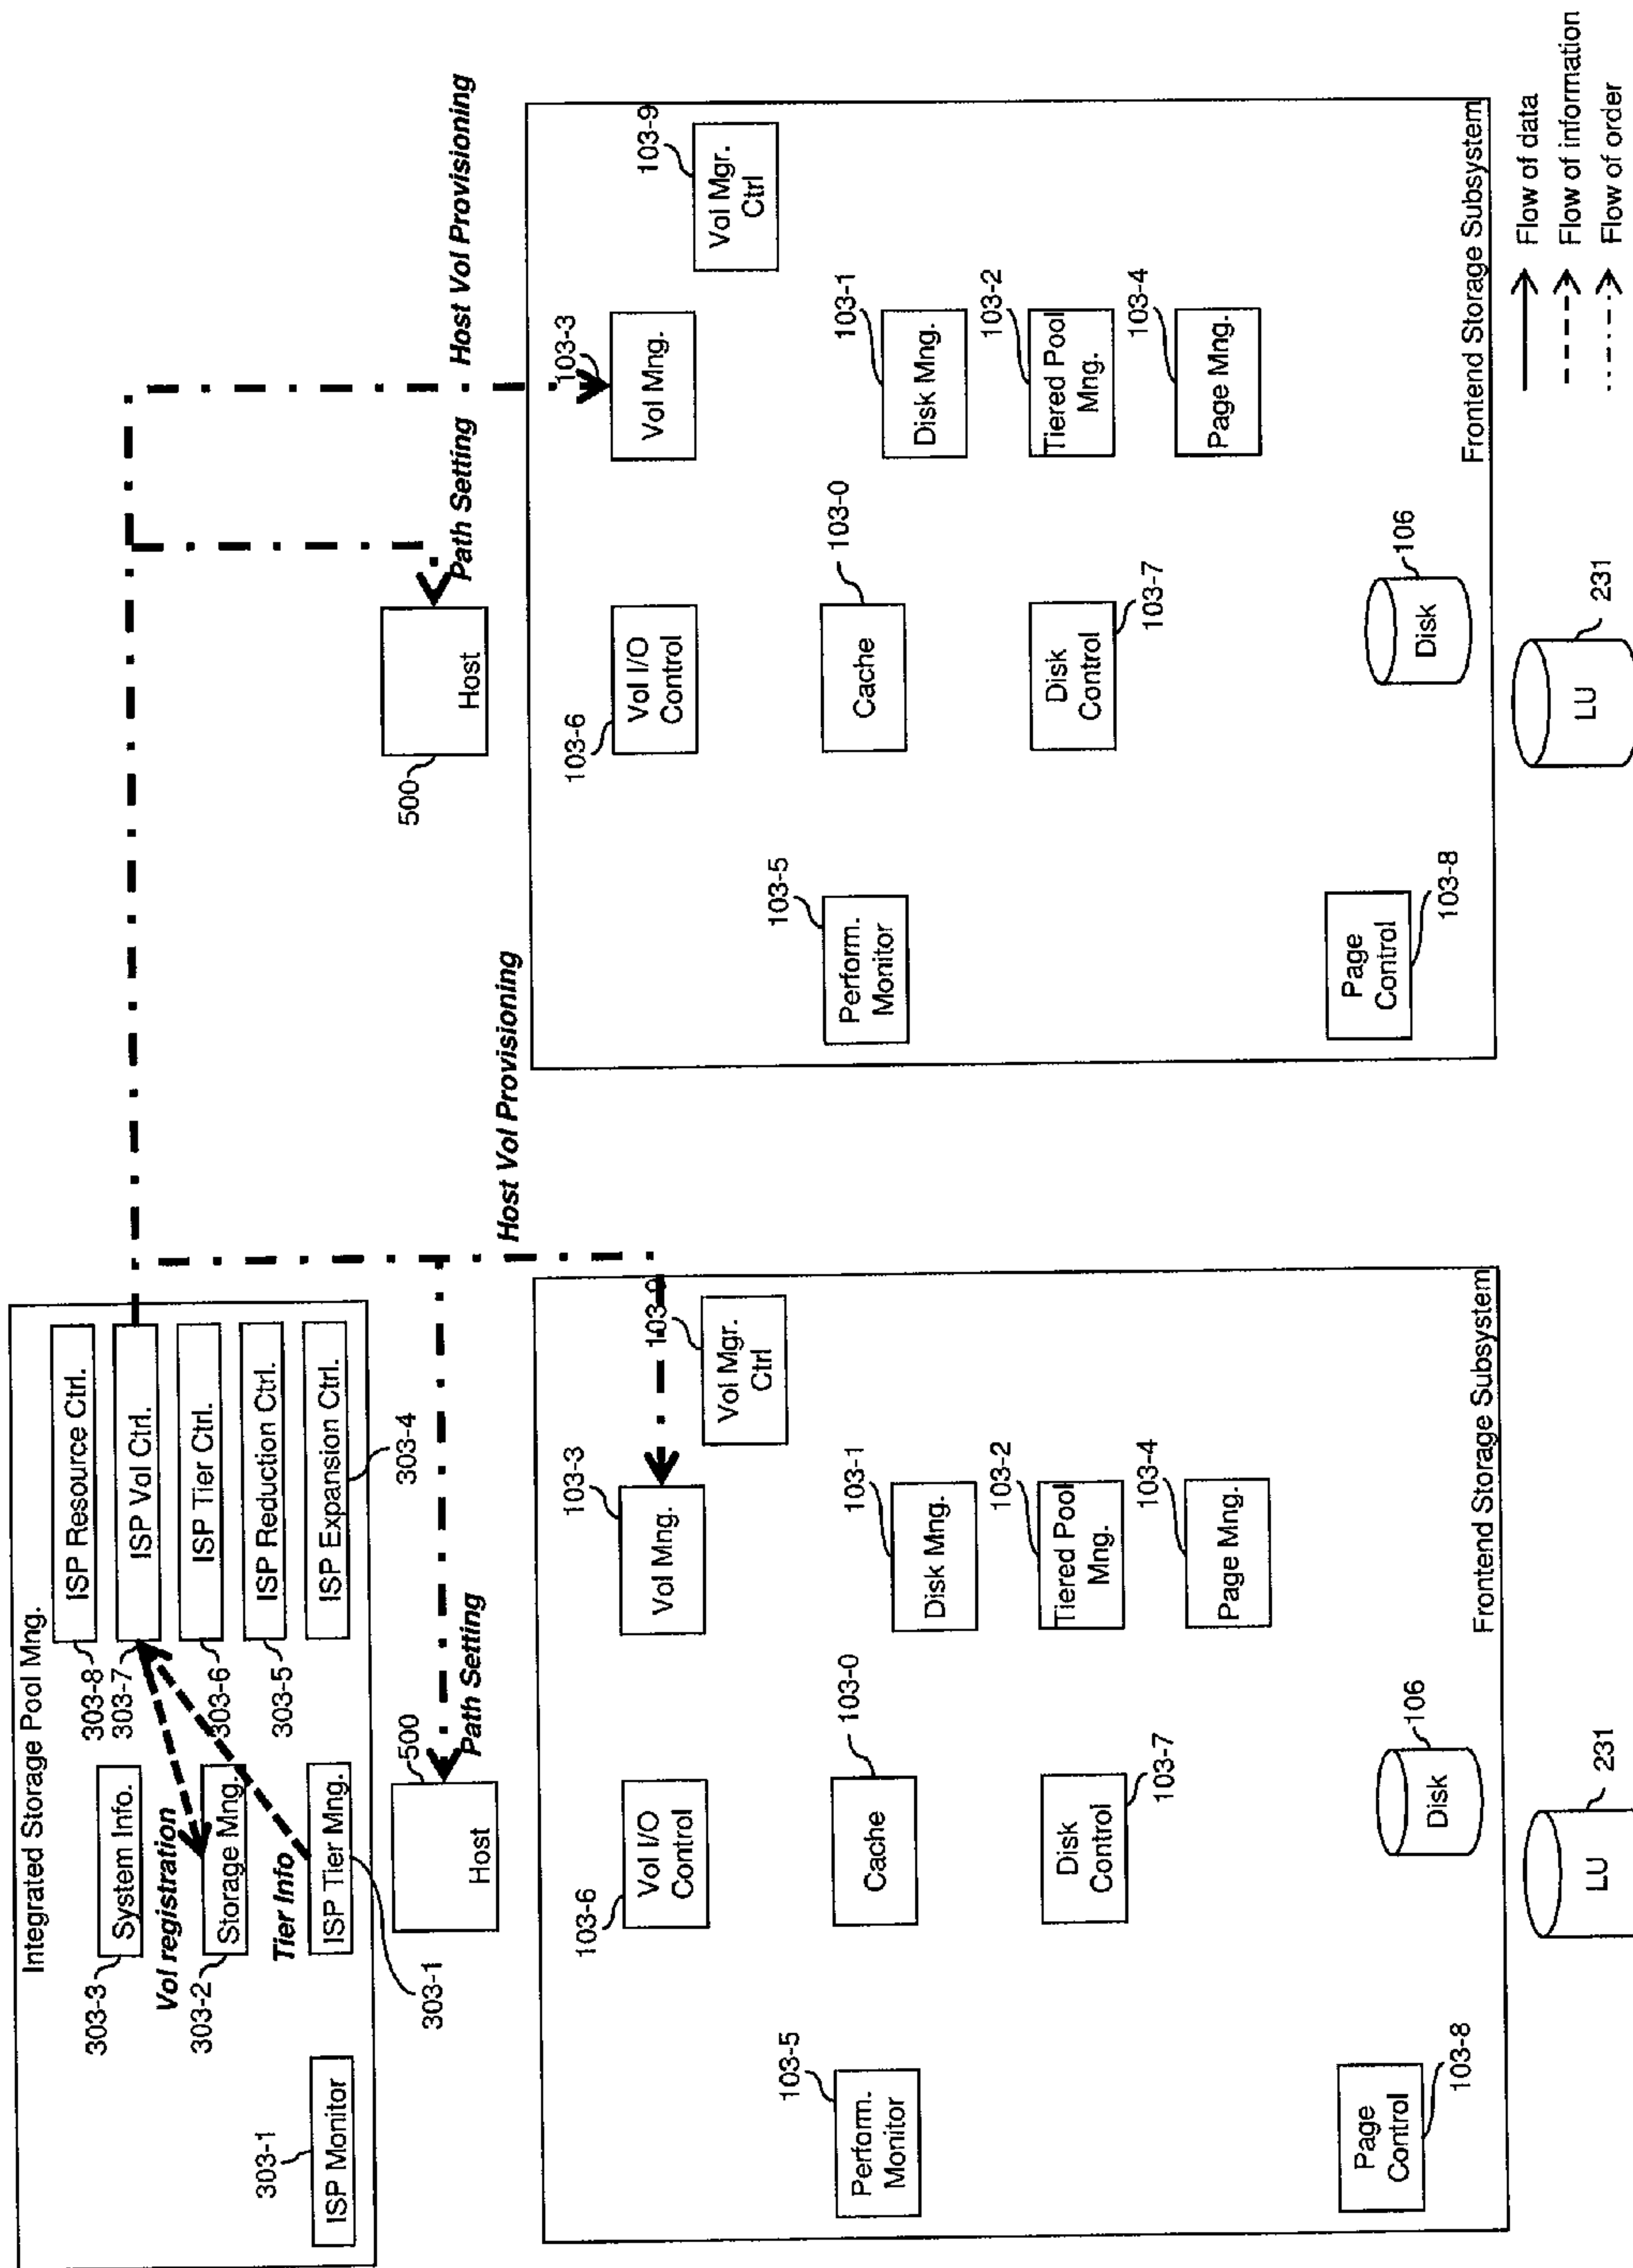 Integrated Storage Pool Mng.
303-1
ISP Monitor
303-3
System Info.
Vol registration
303-2
Storage Mng.
Tier Info
ISP Tier Mng.
303-1
303-8
ISP Resource Ctrl.
303-7
ISP Vol Ctrl.
303-6
ISP Tier Ctrl.
303-5
ISP Reduction Ctrl.
ISP Expansion Ctrl.
303-4
500
Host
Path Setting
Host Vol Provisioning
500
Host
Path Setting
Host Vol Provisioning
103-5
Perform.
Monitor
Page
Control
103-8
103-6
Vol I/O
Control
103-0
Cache
Disk
Control
103-7
106
Disk
103-3
Vol Mng.
103-9
Vol Mgr.
Ctrl
103-1
Disk Mng.
103-2
Tiered Pool
Mng.
103-4
Page Mng.
Frontend Storage Subsystem
231
LU
103-5
Perform.
Monitor
Page
Control
103-8
103-6
Vol I/O
Control
103-0
Cache
Disk
Control
103-7
106
Disk
103-3
Vol Mng.
103-9
Vol Mgr.
Ctrl
103-1
Disk Mng.
103-2
Tiered Pool
Mng.
103-4
Page Mng.
Frontend Storage Subsystem
231
LU
Flow of data
Flow of information
Flow of order